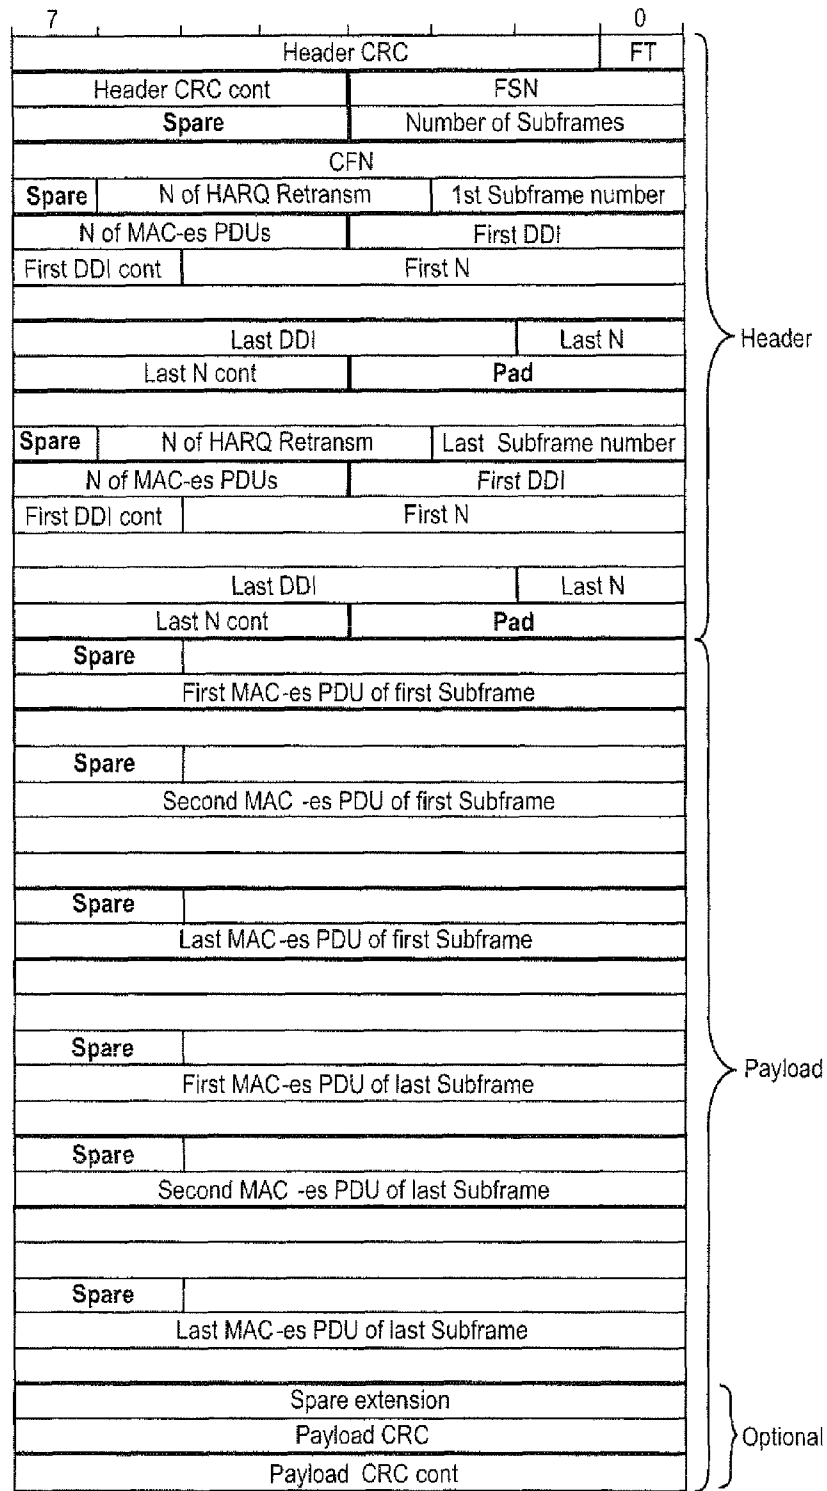 7 0
Header CRC FT
Header CRC cont FSN
Spare Number of Subframes
CFN
Spare N of HARQ Retransm 1st Subframe number
N of MAC-es PDUs First DDI
First DDI cont First N
Last DDI Last N
Header
Last N cont Pad
Spare N of HARQ Retransm Last Subframe number
N of MAC-es PDUs First DDI
First DDI cont First N
Last DDI Last N
Last N cont Pad
Spare
First MAC-es PDU of first Subframe
Spare
Second MAC -es PDU of first Subframe
Spare
Last MAC-es PDU of first Subframe
Spare
Payload
First MAC-es PDU of last Subframe
Spare
Second MAC -es PDU of last Subframe
Spare
Last MAC-es PDU of last Subframe
Spare extension
Payload CRC
Optional
Payload CRC cont